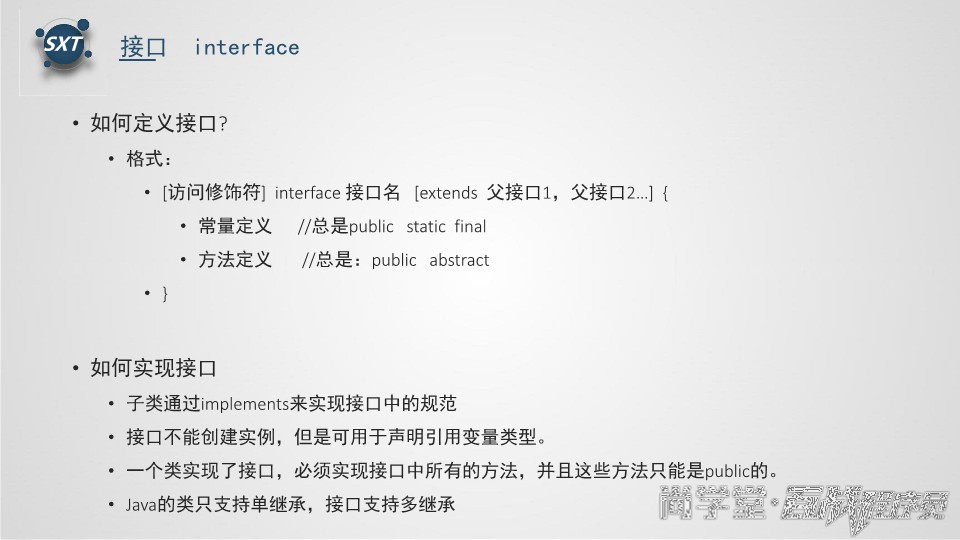 SXT
接口 interface
• 如何定义接口?
• 格式：
• [访问修饰符] interface 接口名 [extends 父接口1，父接口2…] {
• 常量定义 //总是public static final
• 方法定义 //总是：public abstract
• }
• 如何实现接口
• 子类通过implements来实现接口中的规范
• 接口不能创建实例，但是可用于声明引用变量类型。
• 一个类实现了接口，必须实现接口中所有的方法，并且这些方法只能是public的。
• Java的类只支持单继承，接口支持多继承
尚学堂·百战程序员